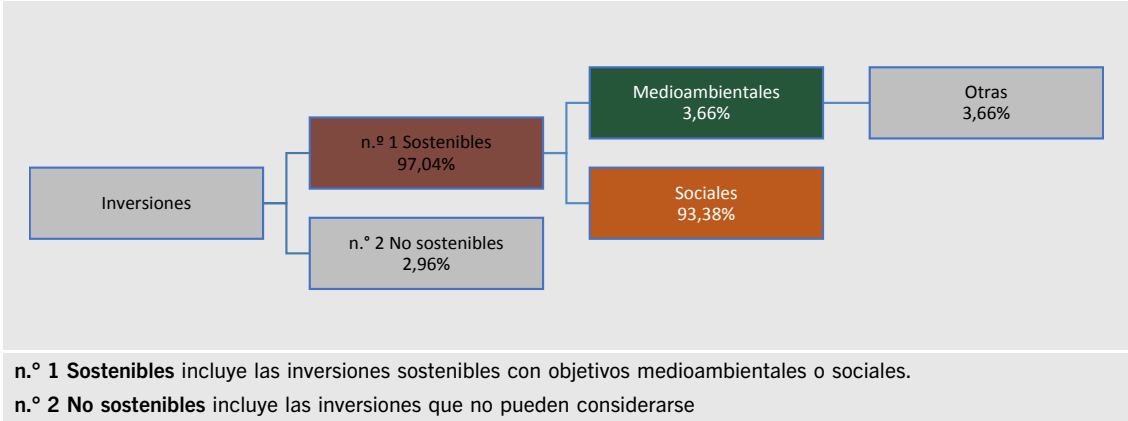 Inversiones
n.º 1 Sostenibles
97,04%
n.° 2 No sostenibles
2,96%
Medioambientales
3,66%
Sociales
93,38%
Otras
3,66%
n.° 1 Sostenibles incluye las inversiones sostenibles con objetivos medioambientales o sociales.
n.° 2 No sostenibles incluye las inversiones que no pueden considerarse